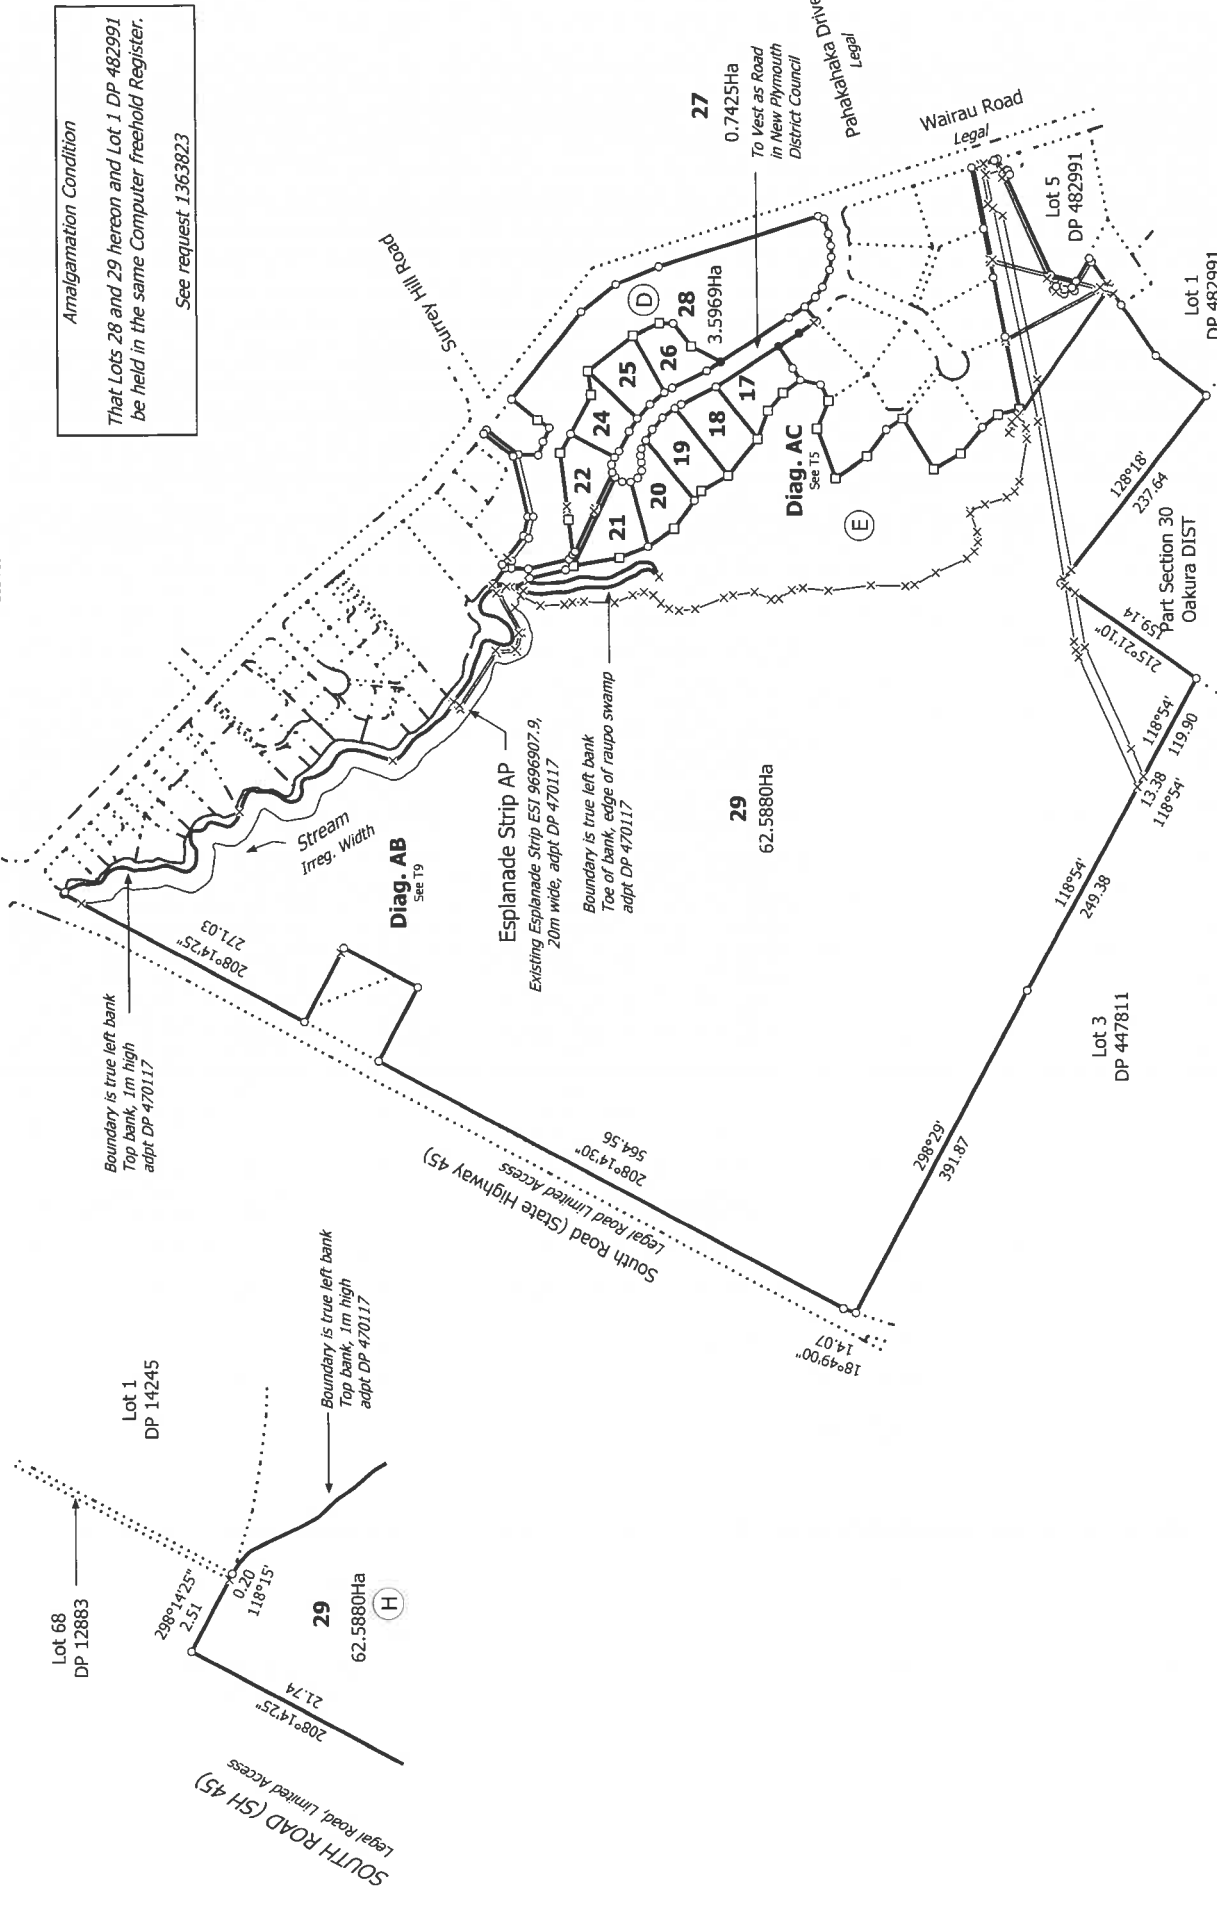 Amalgamation Condition
That Lots 28 and 29 hereon and Lot 1 DP 482991
be held in the same Computer freehold Register.
See request 1363823
Surrey Hill Road
27
0.7425Ha
To Vest as Road
in New Plymouth
District Council
Pahakahaka Drive
Legal
Wairau Road
Legal
Lot 5
DP 482991
Lot 1
DP 482991
D
28
3.5969Ha
26
25
24
22
21
20
19
18
17
Diag. AC
See T5
E
128°18'
237.64
Part Section 30
Oakura DIST
215°21'10"
159.14
118°54'
119.90
13.38
118°54'
118°54'
249.38
29
62.5880Ha
Lot 3
DP 447811
298°29'
391.87
Stream
Irreg. Width
Diag. AB
See T9
Esplanade Strip AP
Existing Esplanade Strip ESI 9696907.9,
20m wide, adpt DP 470117
Boundary is true left bank
Toe of bank, edge of raupo swamp
adpt DP 470117
208°14'25"
271.03
Boundary is true left bank
Top bank, 1m high
adpt DP 470117
208°14'30"
564.56
South Road (State Highway 45)
Legal Road Limited Access
18°49'00"
14.07
Lot 1
DP 14245
Boundary is true left bank
Top bank, 1m high
adpt DP 470117
Lot 68
DP 12883
298°14'25"
2.51
0.20
118°15'
29
62.5880Ha
H
208°14'25"
21.74
SOUTH ROAD (SH 45)
Legal Road, Limited Access